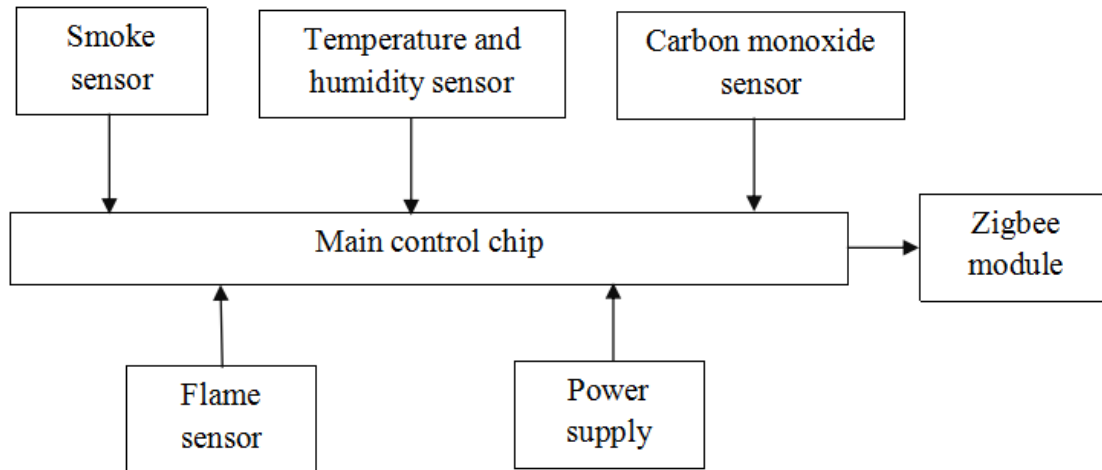 Smoke
sensor
Temperature and
humidity sensor
Carbon monoxide
sensor
Main control chip
Zigbee
module
Flame
sensor
Power
supply